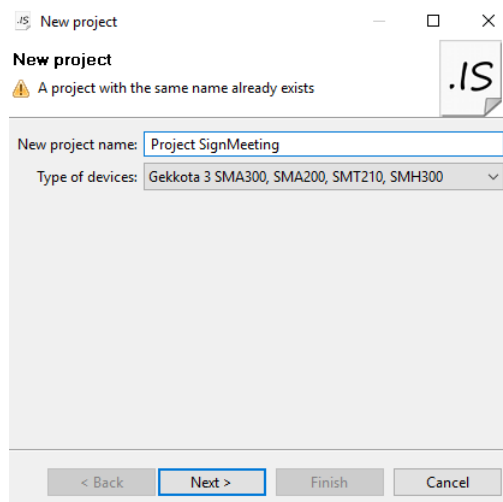 .IS New project
New project
A project with the same name already exists
.IS
New project name: Project SignMeeting
Type of devices: Gekkota 3 SMA300, SMA200, SMT210, SMH300
< Back Next > Finish Cancel